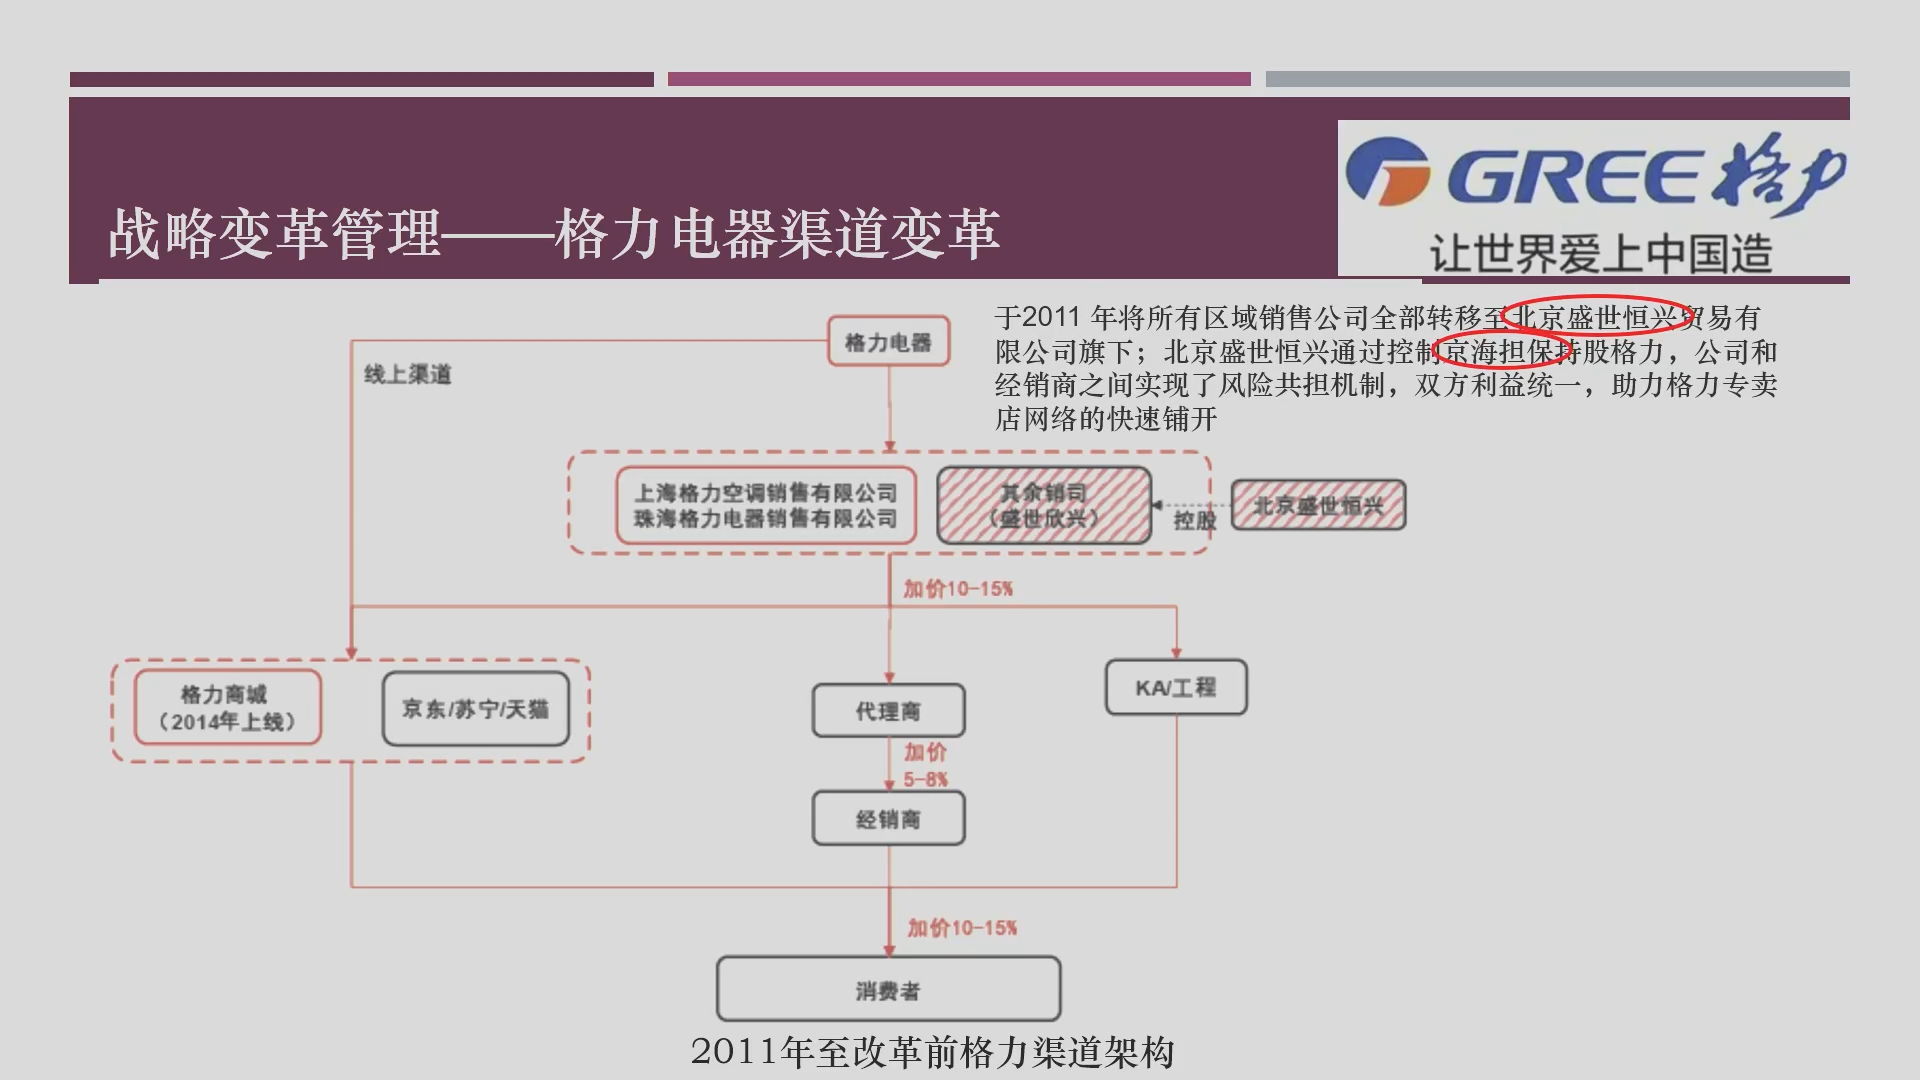 GREE格力
让世界爱上中国造
战略变革管理——格力电器渠道变革
于2011 年将所有区域销售公司全部转移至北京盛世恒兴贸易有
限公司旗下；北京盛世恒兴通过控制京海担保持股格力，公司和
经销商之间实现了风险共担机制，双方利益统一，助力格力专卖
店网络的快速铺开
格力电器
线上渠道
上海格力空调销售有限公司
珠海格力电器销售有限公司
其余销司
（盛世欣兴）
控股
北京盛世恒兴
加价10-15%
格力商城
（2014年上线）
京东/苏宁/天猫
代理商
KA/工程
加价
5-8%
经销商
加价10-15%
消费者
2011年至改革前格力渠道架构